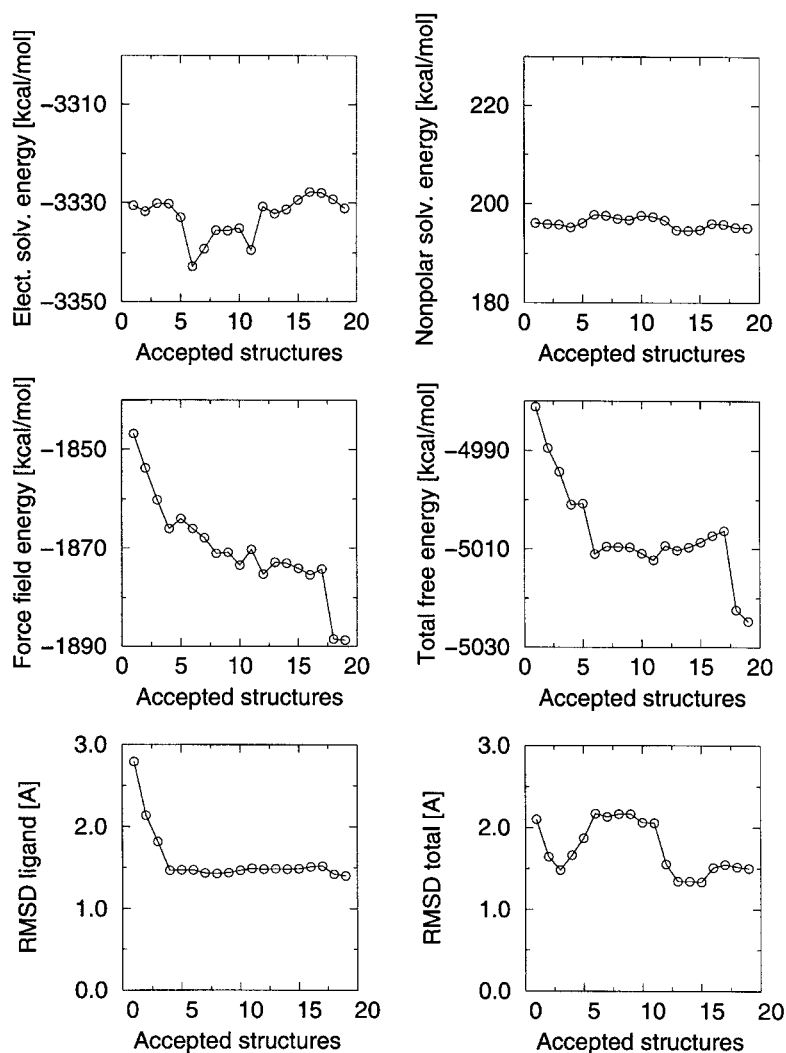 Elect. solv. energy [kcal/mol]
−3310
−3330
−3350
0 5 10 15 20
Accepted structures
Nonpolar solv. energy [kcal/mol]
220
200
180
0 5 10 15 20
Accepted structures
Force field energy [kcal/mol]
−1850
−1870
−1890
0 5 10 15 20
Accepted structures
Total free energy [kcal/mol]
−4990
−5010
−5030
0 5 10 15 20
Accepted structures
RMSD ligand [A]
3.0
2.0
1.0
0.0
0 5 10 15 20
Accepted structures
RMSD total [A]
3.0
2.0
1.0
0.0
0 5 10 15 20
Accepted structures